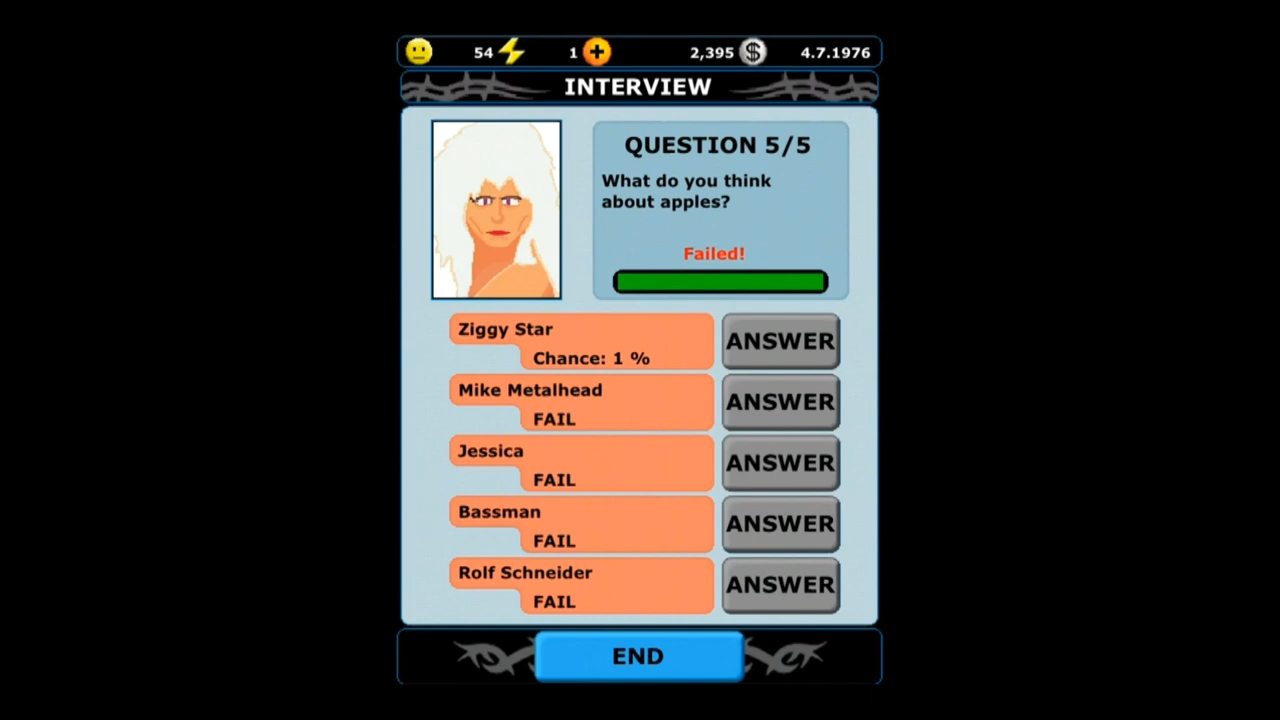 54 1 2,395 $ 4.7.1976
INTERVIEW
QUESTION 5/5
What do you think
about apples?
Failed!
Ziggy Star
Chance: 1 %
ANSWER
Mike Metalhead
FAIL
ANSWER
Jessica
FAIL
ANSWER
Bassman
FAIL
ANSWER
Rolf Schneider
FAIL
ANSWER
END